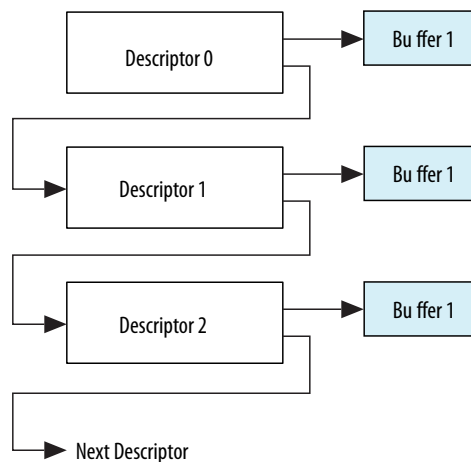 Descriptor 0
Bu ffer 1
Descriptor 1
Bu ffer 1
Descriptor 2
Bu ffer 1
Next Descriptor